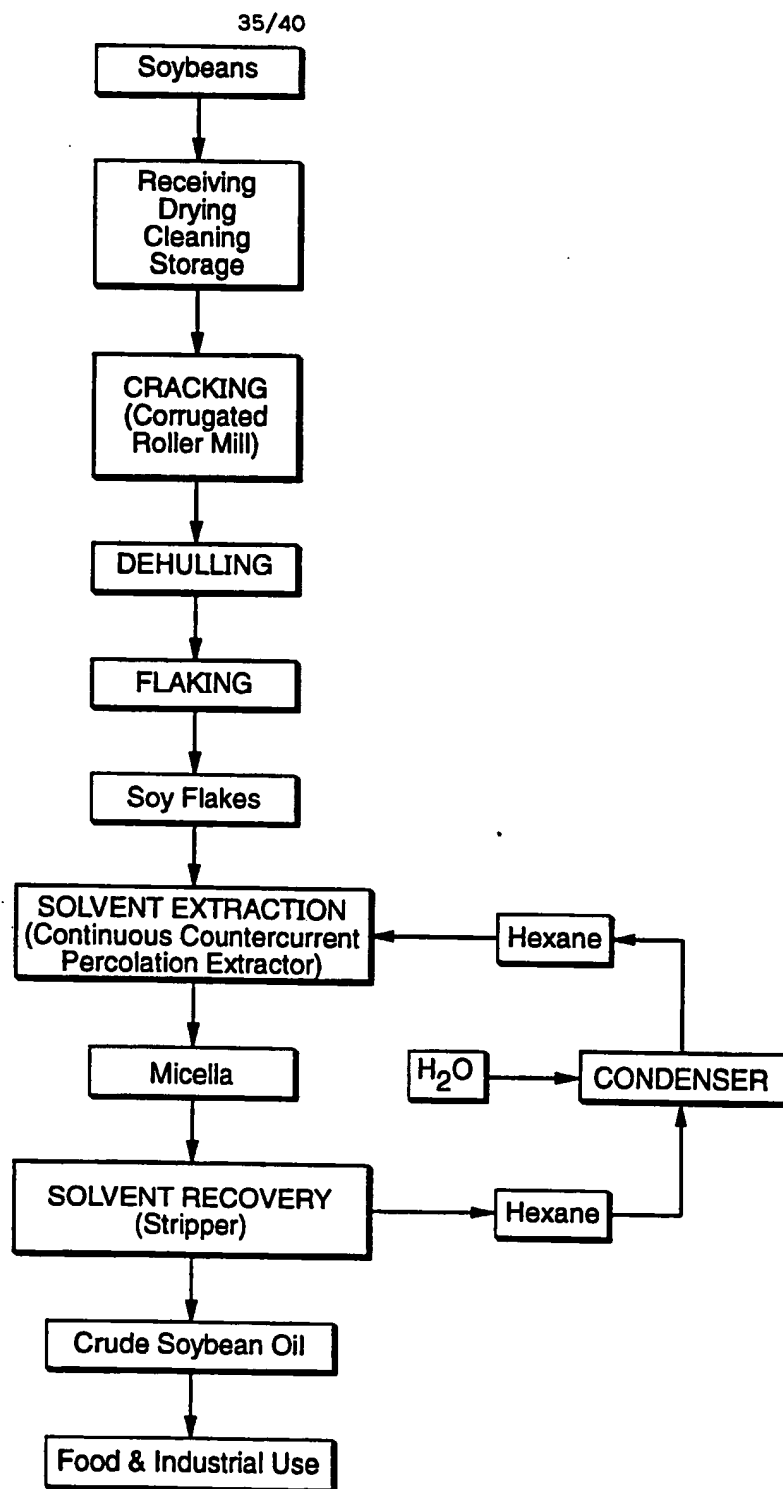 35/40
Soybeans
Receiving
Drying
Cleaning
Storage
CRACKING
(Corrugated
Roller Mill)
DEHULLING
FLAKING
Soy Flakes
SOLVENT EXTRACTION
(Continuous Countercurrent
Percolation Extractor)
Hexane
Micella
H₂O
CONDENSER
SOLVENT RECOVERY
(Stripper)
Hexane
Crude Soybean Oil
Food & Industrial Use